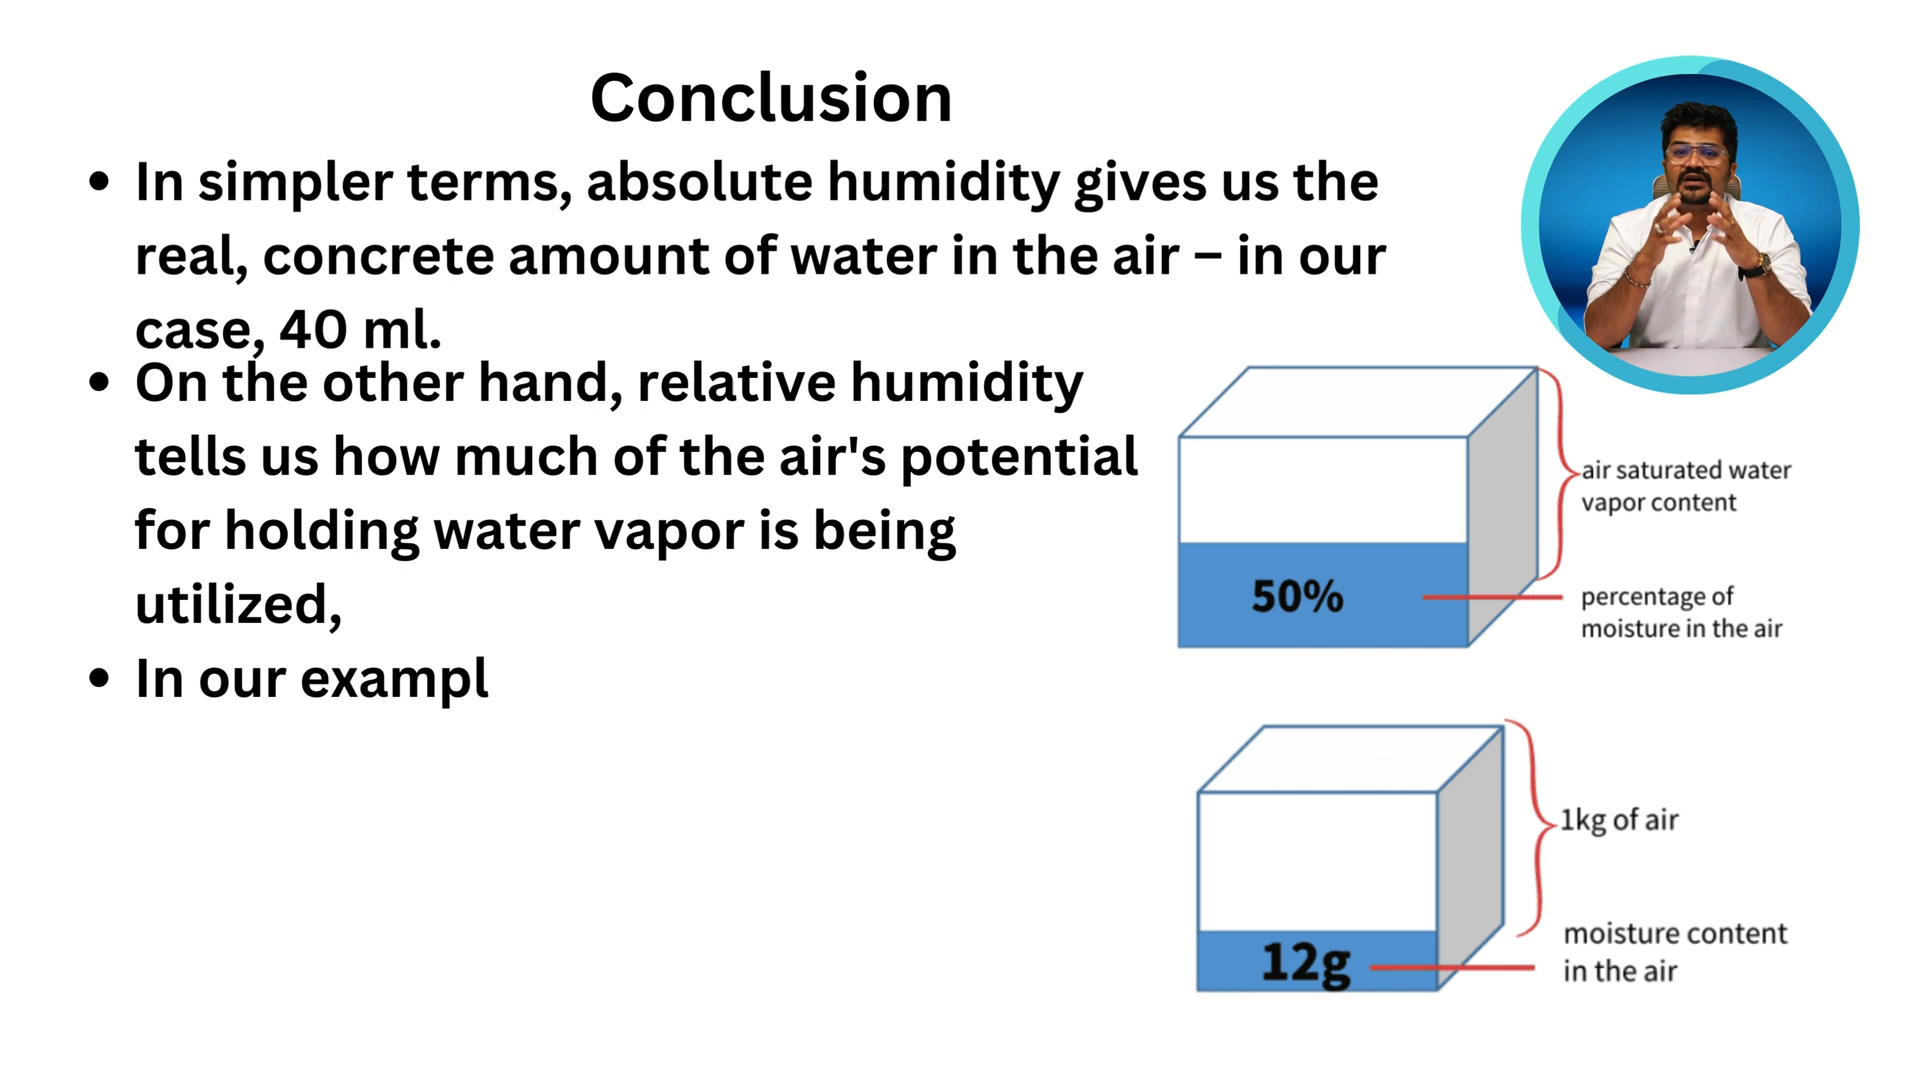 Conclusion
• In simpler terms, absolute humidity gives us the
real, concrete amount of water in the air – in our
case, 40 ml.
• On the other hand, relative humidity
tells us how much of the air's potential
for holding water vapor is being
utilized,
• In our exampl
air saturated water
vapor content
50%
percentage of
moisture in the air
1kg of air
12g
moisture content
in the air